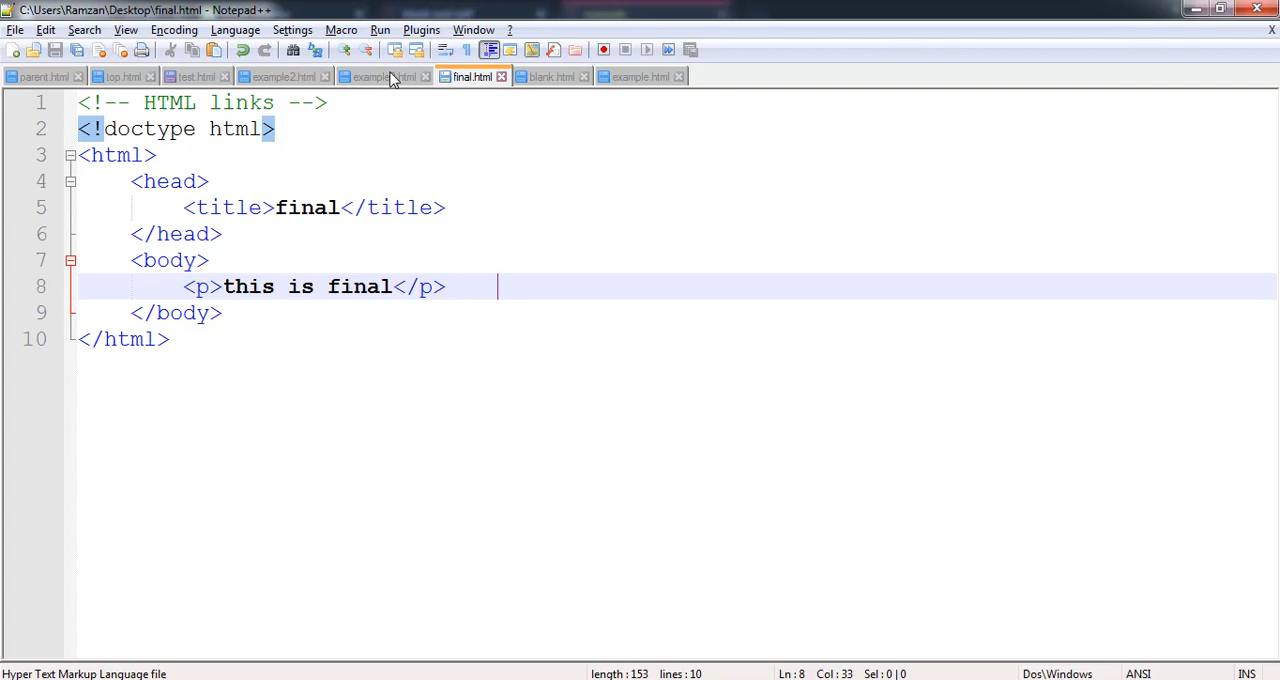 C:\Users\Ramzan\Desktop\final.html - Notepad++
File Edit Search View Encoding Language Settings Macro Run Plugins Window ? X
parent.html top.html test.html example2.html final.html blank.html example.html
1 <!-- HTML links -->
2 <!doctype html>
3 <html>
4 <head>
5 <title>final</title>
6 </head>
7 <body>
8 <p>this is final</p>
9 </body>
10 </html>
Hyper Text Markup Language file length : 153 lines : 10 Ln : 8 Col : 33 Sel : 0 | 0 Dos\Windows ANSI INS